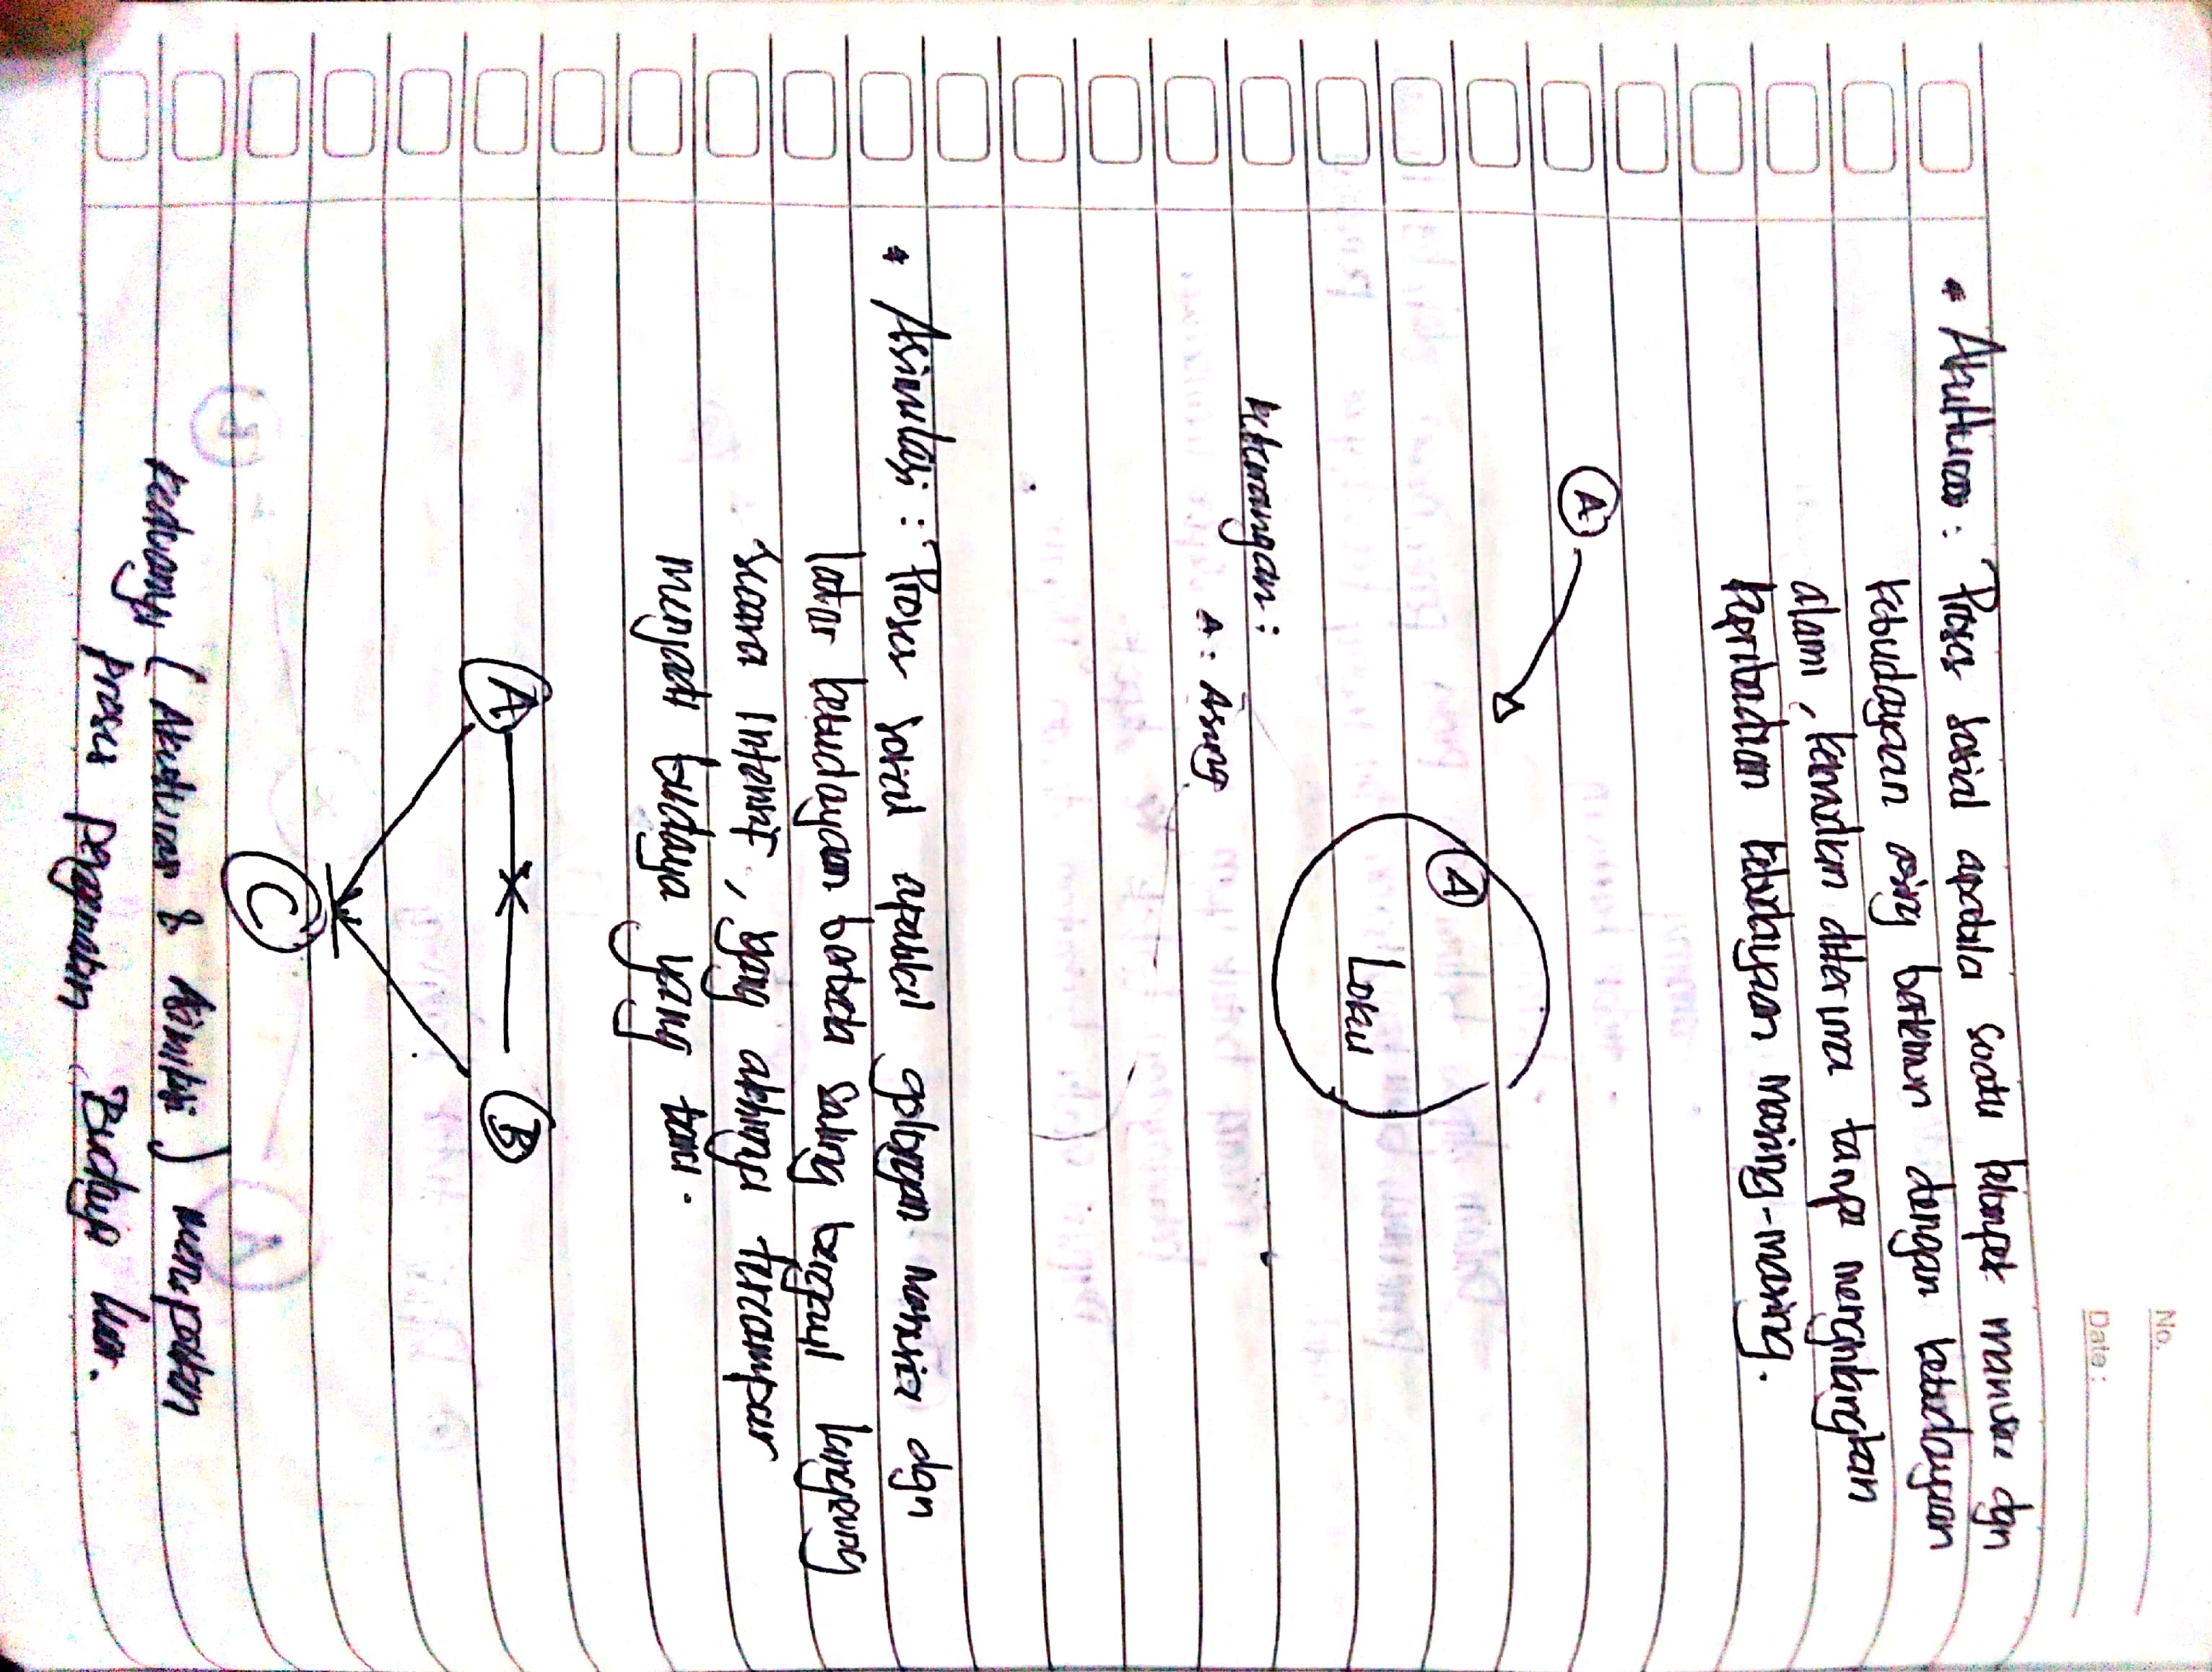 No.
Date :
* Akulturasi : "Proses sosial apabila suatu kelompok manusia dgn
kebudayaan asing bertemu dengan kebudayaan
alami, kemudian diterima tanpa menghilangkan
kepribadian kebudayaan masing-masing.
A
A
Lokal
Keterangan :
A : Asing
* Asimilasi : "Proses sosial apabila golongan manusia dgn
latar kebudayaan berbeda saling bergaul langsung
secara intensif, yang akhirnya tercampur
menjadi budaya yang baru.
A B
C
Keduanya (Akulturasi & Asimilasi) merupakan
proses pergerakan Budaya luar.